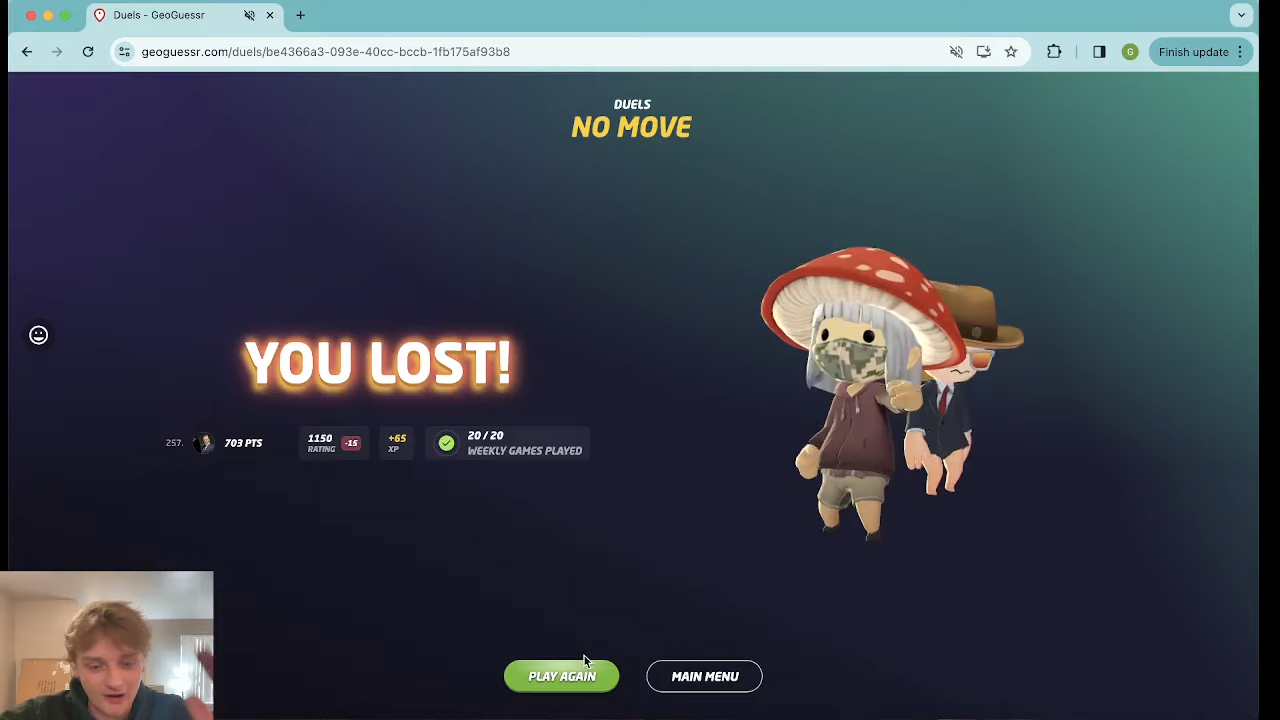 Duels - GeoGuessr
geoguessr.com/duels/be4366a3-093e-40cc-bccb-1fb175af93b8
G
Finish update
DUELS
NO MOVE
YOU LOST!
257. 703 PTS
1150 -15
RATING
+65
XP
20 / 20
WEEKLY GAMES PLAYED
PLAY AGAIN
MAIN MENU